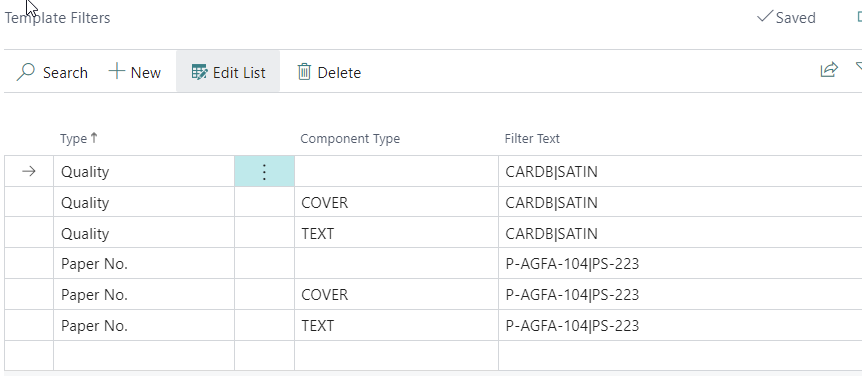 Template Filters Saved
Search New Edit List Delete
Type Component Type Filter Text
Quality CARDB|SATIN
Quality COVER CARDB|SATIN
Quality TEXT CARDB|SATIN
Paper No. P-AGFA-104|PS-223
Paper No. COVER P-AGFA-104|PS-223
Paper No. TEXT P-AGFA-104|PS-223